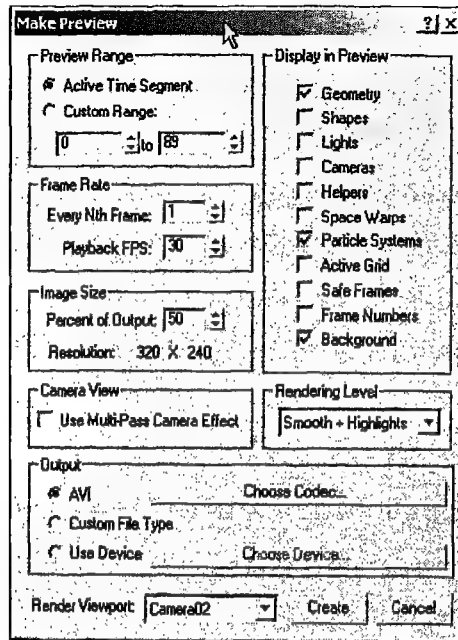 Make Preview
Preview Range
Active Time Segment
Custom Range:
0 to 89
Frame Rate
Every Nth Frame: 1
Playback FPS: 30
Image Size
Percent of Output: 50
Resolution: 320 X 240
Camera View
Use Multi-Pass Camera Effect
Display in Preview
Geometry
Shapes
Lights
Cameras
Helpers
Space Warps
Particle Systems
Active Grid
Safe Frames
Frame Numbers
Background
Rendering Level
Smooth + Highlights
Output
AVI Choose Codec...
Custom File Type
Use Device Choose Device...
Render Viewport: Camera02 Create Cancel